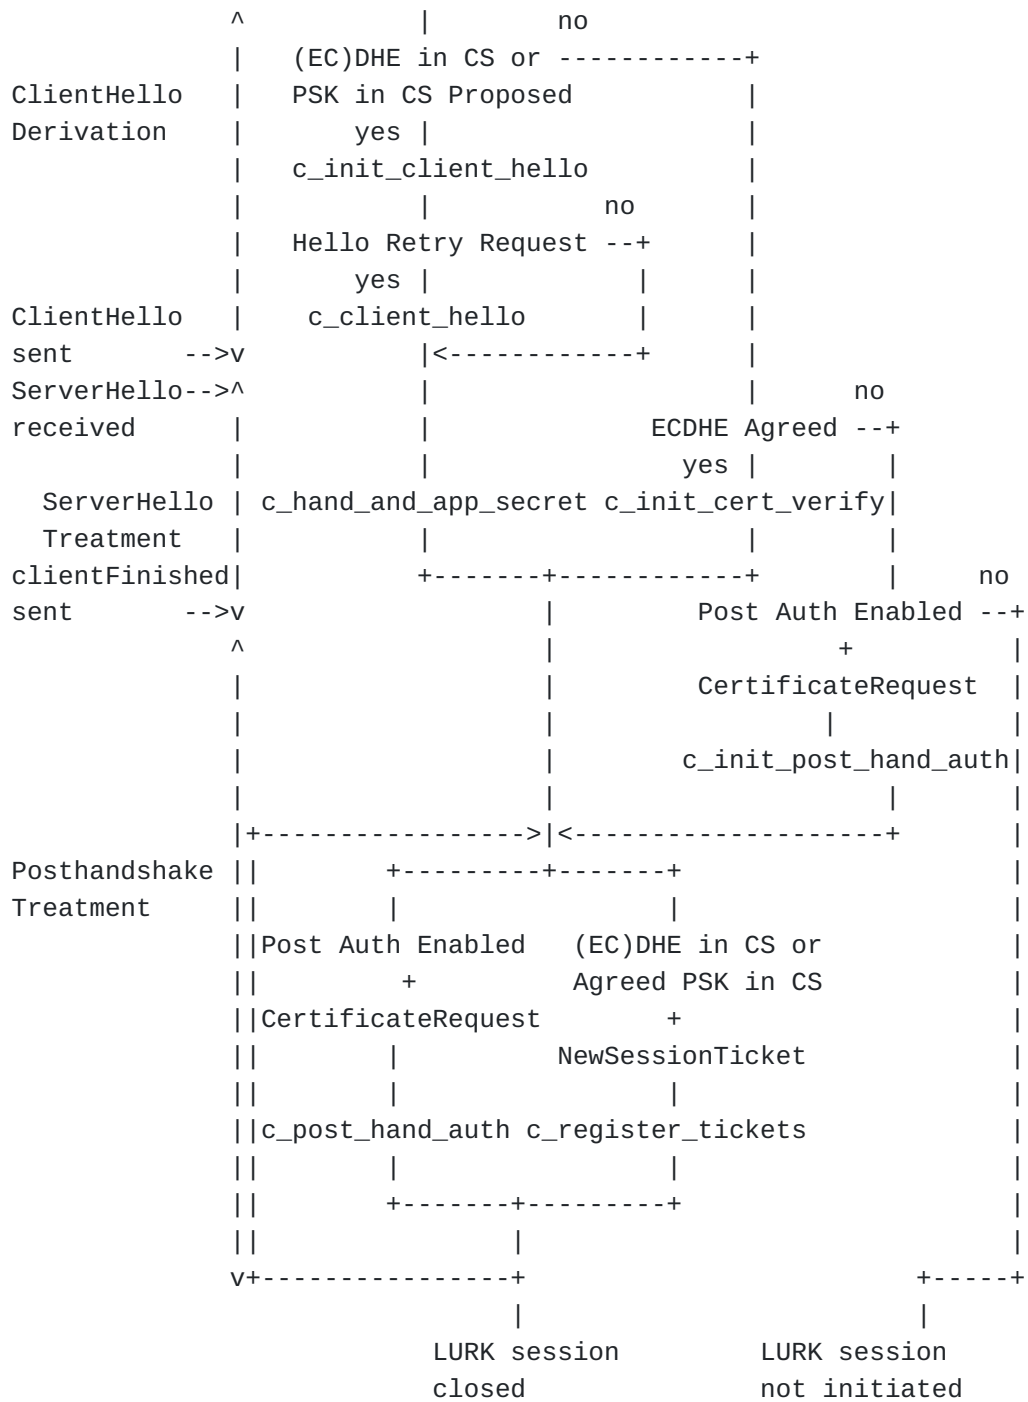 ^           |        no
              |   (EC)DHE in CS or ------------+
ClientHello   |   PSK in CS Proposed           |
Derivation    |       yes |                    |
              |   c_init_client_hello          |
              |           |           no       |
              |   Hello Retry Request --+      |
              |       yes |             |      |
ClientHello   |    c_client_hello       |      |
sent       -->v           |<------------+      |
ServerHello-->^           |                    |      no
received      |           |              ECDHE Agreed --+
              |           |                yes |        |
  ServerHello | c_hand_and_app_secret c_init_cert_verify|
  Treatment   |           |                    |        |
clientFinished|           +-------+------------+        |     no
sent       -->v                   |         Post Auth Enabled --+
              ^                   |                  +          |
              |                   |         CertificateRequest  |
              |                   |                 |           |
              |                   |        c_init_post_hand_auth|
              |                   |                     |       |
              |+----------------->|<--------------------+       |
Posthandshake ||        +---------+-------+                     |
Treatment     ||        |                 |                     |
              ||Post Auth Enabled   (EC)DHE in CS or            |
              ||         +          Agreed PSK in CS            |
              ||CertificateRequest        +                     |
              ||        |          NewSessionTicket             |
              ||        |                 |                     |
              ||c_post_hand_auth c_register_tickets             |
              ||        |                 |                     |
              ||        +-------+---------+                     |
              ||                |                               |
              v+----------------+                         +-----+
                                |                         |
                           LURK session         LURK session
                           closed               not initiated